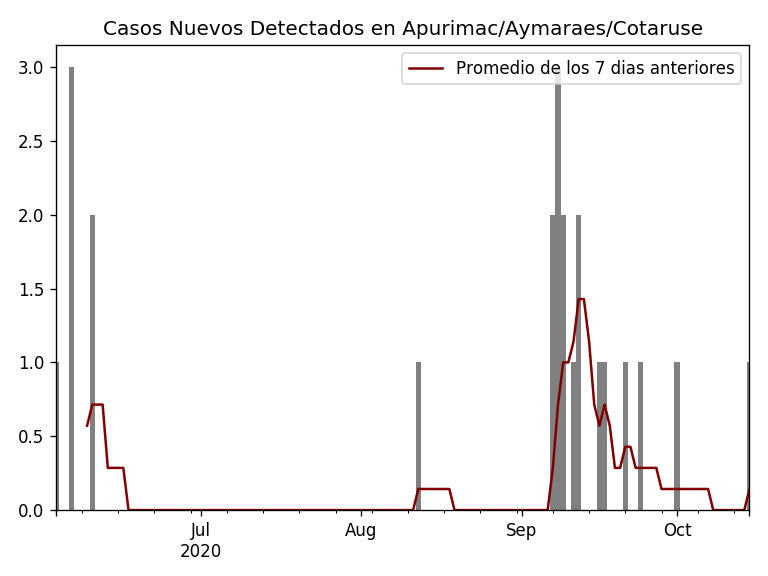 Casos Nuevos Detectados en Apurimac/Aymaraes/Cotaruse
Promedio de los 7 dias anteriores
3.0
2.5
2.0
1.5
1.0
0.5
0.0
Jul
2020
Aug
Sep
Oct